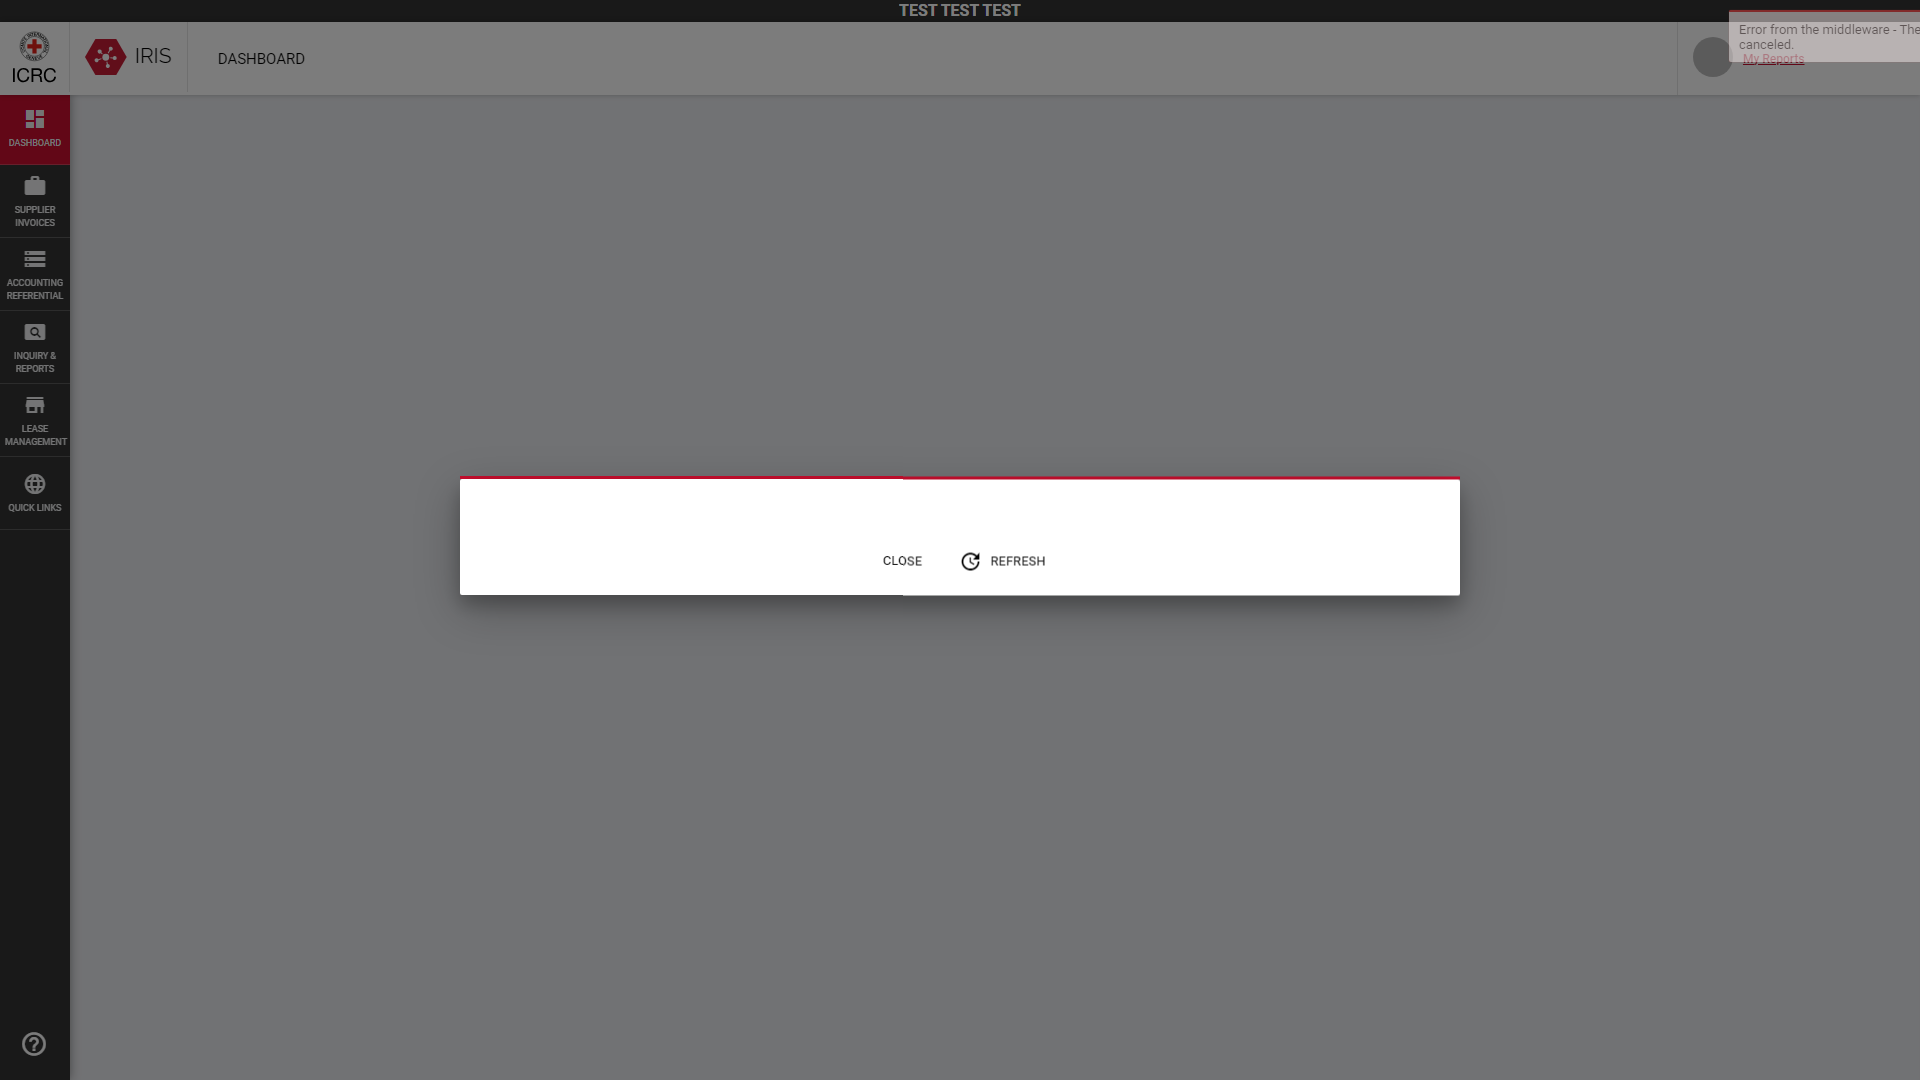 TEST TEST TEST
ICRC
IRIS
DASHBOARD
Error from the middleware - The
canceled.
My Reports
DASHBOARD
SUPPLIER
INVOICES
ACCOUNTING
REFERENTIAL
INQUIRY &
REPORTS
LEASE
MANAGEMENT
QUICK LINKS
CLOSE
REFRESH